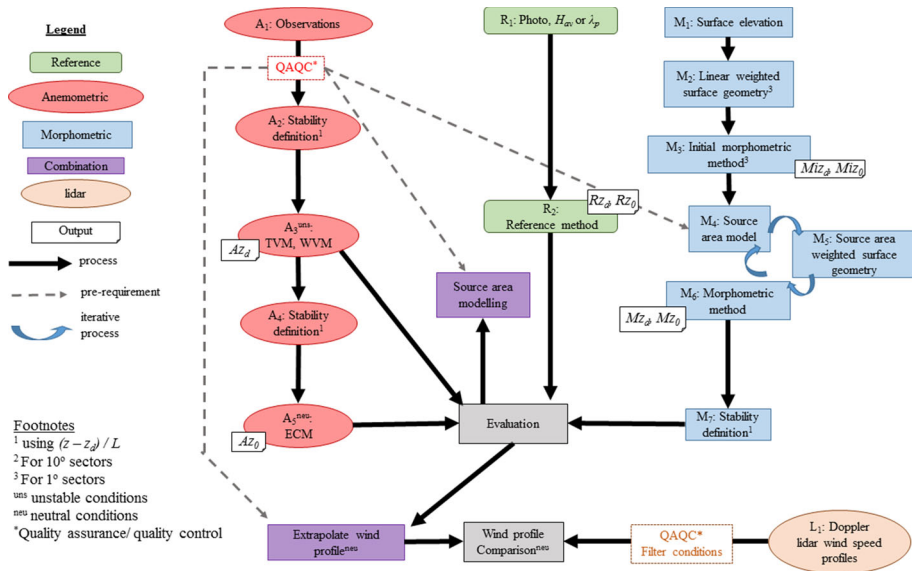 Legend
Reference
Anemometric
Morphometric
Combination
lidar
Output
process
pre-requirement
iterative
process
Footnotes
1 using (z − zd) / L
2 For 10° sectors
3 For 1° sectors
uns unstable conditions
neu neutral conditions
*Quality assurance/ quality control
A1: Observations
QAQC*
A2: Stability
definition1
A3uns:
TVM, WVM
Azd
A4: Stability
definition1
A5neu:
ECM
Az0
R1: Photo, Hav or λp
R2:
Reference method
Rzd, Rz0
Source area
modelling
Evaluation
M1: Surface elevation
M2: Linear weighted
surface geometry3
M3: Initial morphometric
method3
Mizd, Miz0
M4: Source
area model
M5: Source area
weighted surface
geometry
M6: Morphometric
method
Mzd, Mz0
M7: Stability
definition1
Extrapolate wind
profileneu
Wind profile
Comparisonneu
QAQC*
Filter conditions
L1: Doppler
lidar wind speed
profiles